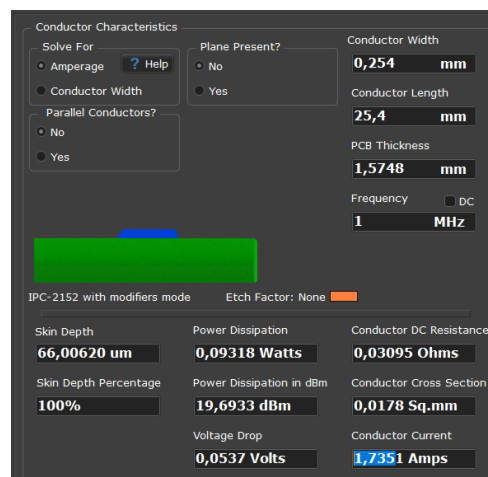 Conductor Characteristics
Solve For
Amperage
? Help
Conductor Width
Plane Present?
No
Yes
Parallel Conductors?
No
Yes
Conductor Width
0,254 mm
Conductor Length
25,4 mm
PCB Thickness
1,5748 mm
Frequency
DC
1 MHz
IPC-2152 with modifiers mode
Etch Factor: None
Skin Depth
66,00620 um
Skin Depth Percentage
100%
Power Dissipation
0,09318 Watts
Power Dissipation in dBm
19,6933 dBm
Voltage Drop
0,0537 Volts
Conductor DC Resistance
0,03095 Ohms
Conductor Cross Section
0,0178 Sq.mm
Conductor Current
1,7351 Amps